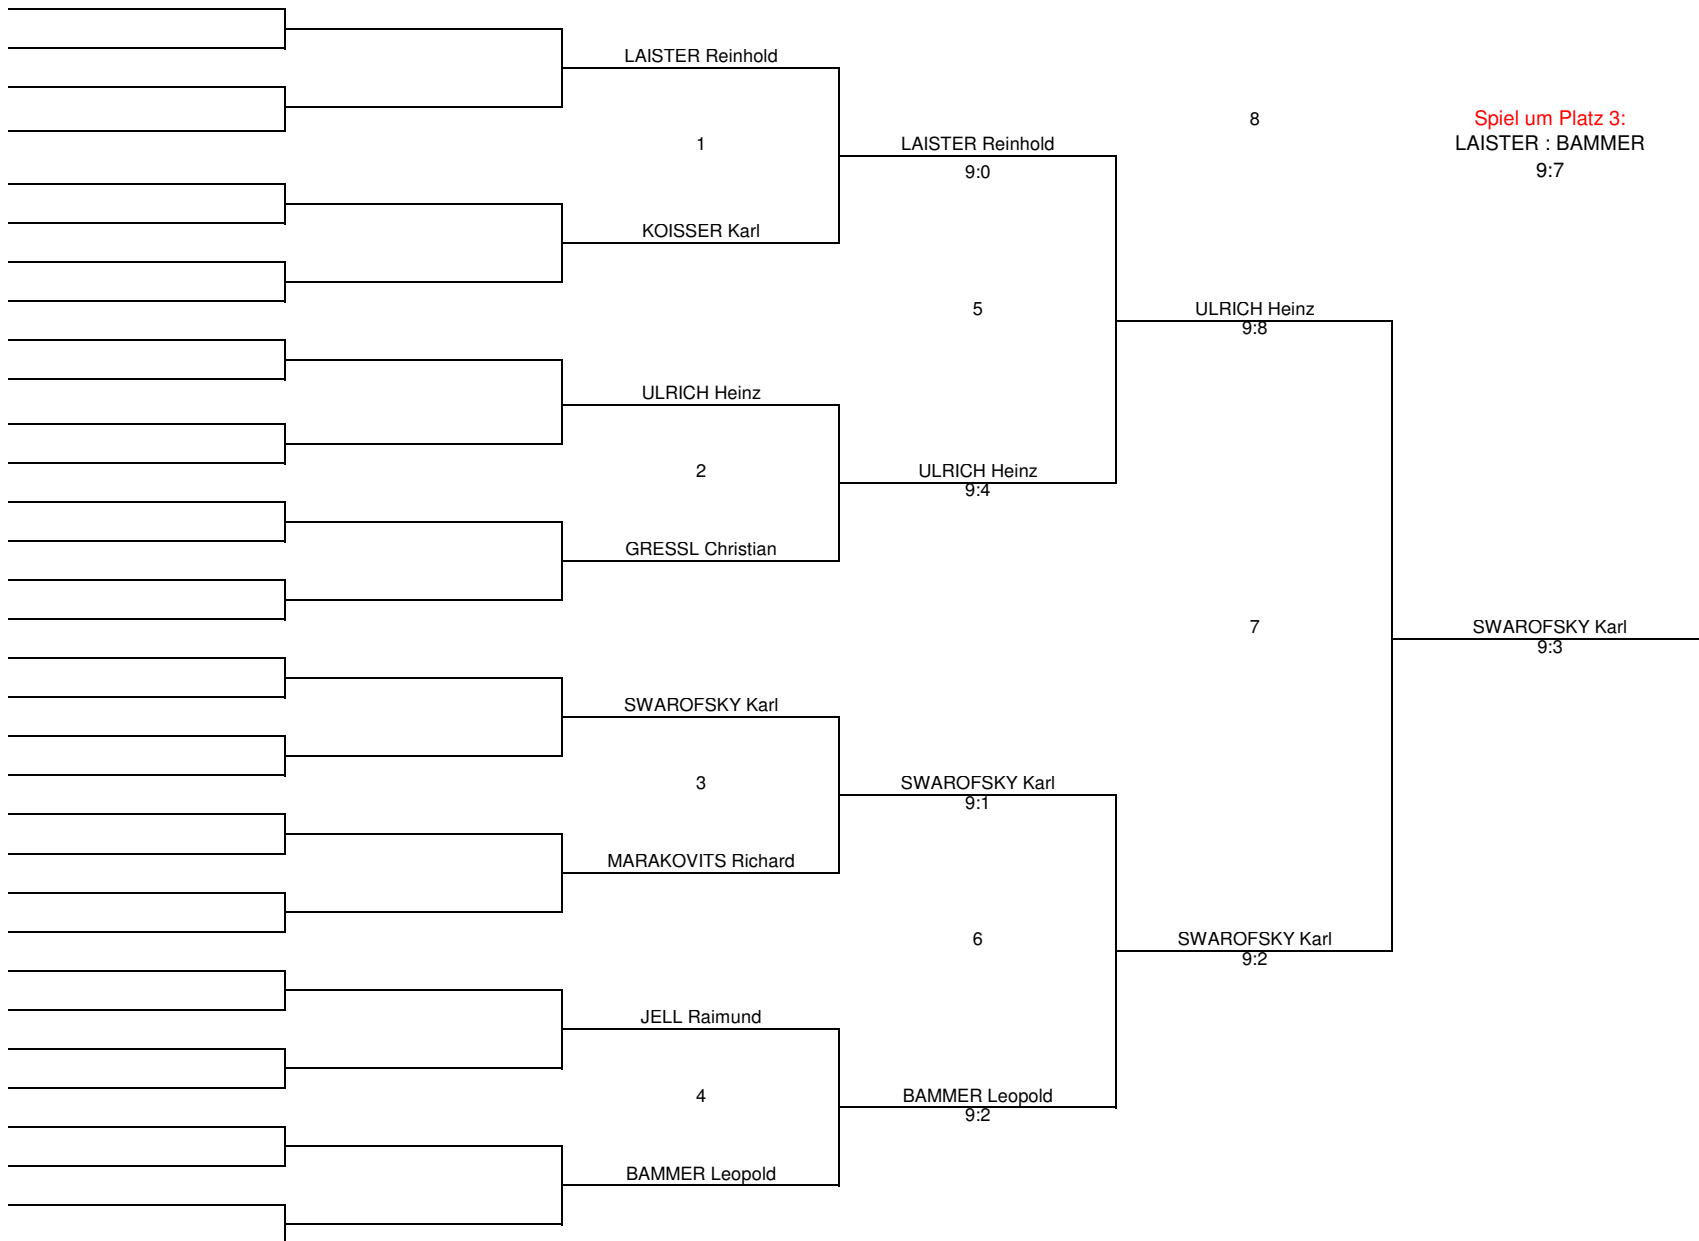 LAISTER Reinhold
1
KOISSER Karl
ULRICH Heinz
2
GRESSL Christian
SWAROFSKY Karl
3
MARAKOVITS Richard
JELL Raimund
4
BAMMER Leopold
LAISTER Reinhold
9:0
5
ULRICH Heinz
9:4
SWAROFSKY Karl
9:1
6
BAMMER Leopold
9:2
8
ULRICH Heinz
9:8
7
SWAROFSKY Karl
9:2
Spiel um Platz 3:
LAISTER : BAMMER
9:7
SWAROFSKY Karl
9:3